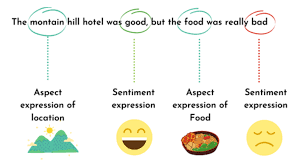 The montain hill hotel was good, but the food was really bad
Aspect
expression of
location
Sentiment
expression
Aspect
expression of
Food
Sentiment
expression